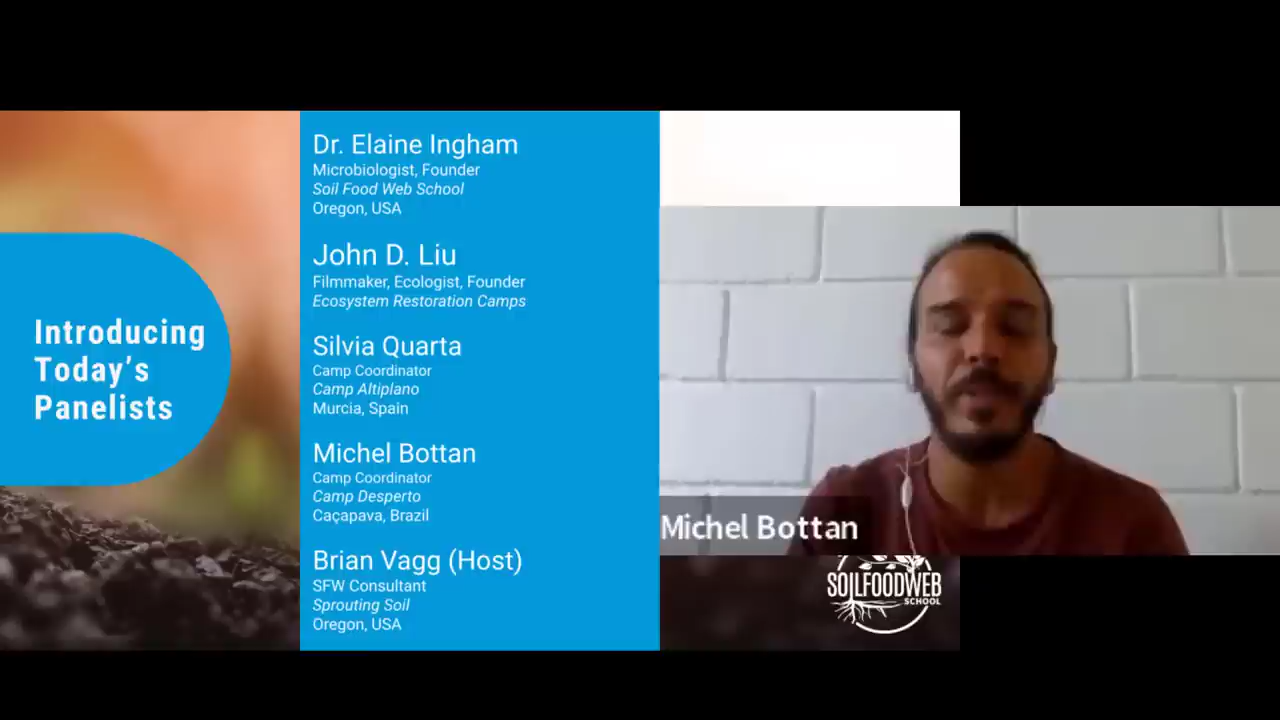 Introducing
Today’s
Panelists
Dr. Elaine Ingham
Microbiologist, Founder
Soil Food Web School
Oregon, USA
John D. Liu
Filmmaker, Ecologist, Founder
Ecosystem Restoration Camps
Silvia Quarta
Camp Coordinator
Camp Altiplano
Murcia, Spain
Michel Bottan
Camp Coordinator
Camp Desperto
Caçapava, Brazil
Brian Vagg (Host)
SFW Consultant
Sprouting Soil
Oregon, USA
Michel Bottan
SOILFOODWEB
SCHOOL